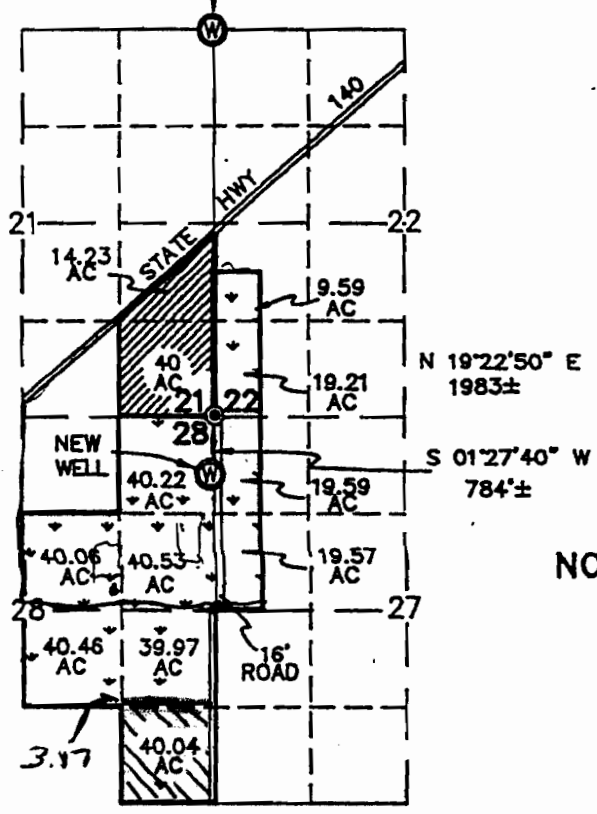 W
140
STATE HWY
21
22
14.23
AC
9.59
AC
40
AC
19.21
AC
N 19°22'50" E
1983±
21 22
28
NEW
WELL
W
S 01°27'40" W
784'±
40.22
AC
19.59
AC
40.06
AC
40.53
AC
19.57
AC
NO
28
27
40.46
AC
39.97
AC
16'
ROAD
40.04
AC